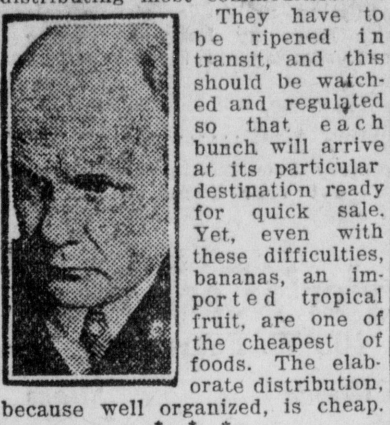 They have to
be ripened in
transit, and this
should be watch-
ed and regulated
so that each
bunch will arrive
at its particular
destination ready
for quick sale.
Yet, even with
these difficulties,
bananas, an im-
ported tropical
fruit, are one of
the cheapest of
foods. The elab-
orate distribution,
because well organized, is cheap.
* * *